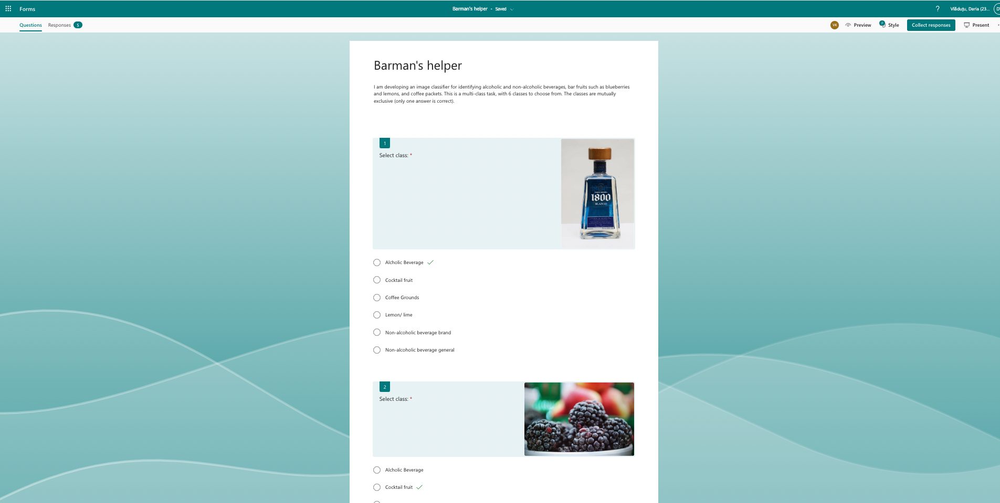 Forms
Barman's helper - Saved
?
Vlăduțu, Daria (23...
Questions Responses 5
VK Preview Style Collect responses Present
Barman's helper
I am developing an image classifier for identifying alcoholic and non-alcoholic beverages, bar fruits such as blueberries
and lemons, and coffee packets. This is a multi-class task, with 6 classes to choose from. The classes are mutually
exclusive (only one answer is correct).
1
Select class: *
1800
BLANCO
Alcholic Beverage
Cocktail fruit
Coffee Grounds
Lemon/ lime
Non-alcoholic beverage brand
Non-alcoholic beverage general
2
Select class: *
Alcholic Beverage
Cocktail fruit